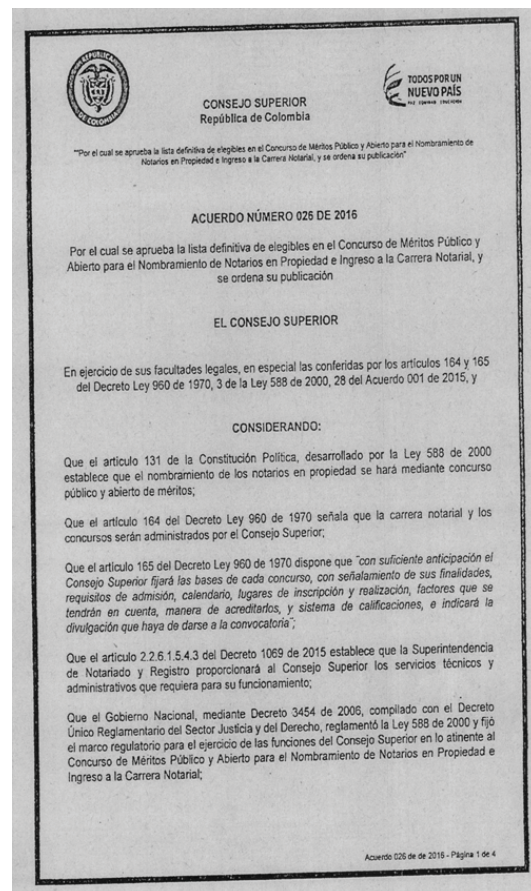 REPUBLICA
DE COLOMBIA
TODOS POR UN
NUEVO PAÍS
PAZ EQUIDAD EDUCACIÓN
CONSEJO SUPERIOR
República de Colombia
"Por el cual se aprueba la lista definitiva de elegibles en el Concurso de Méritos Público y Abierto para el Nombramiento de
Notarios en Propiedad e Ingreso a la Carrera Notarial, y se ordena su publicación"
ACUERDO NÚMERO 026 DE 2016
Por el cual se aprueba la lista definitiva de elegibles en el Concurso de Méritos Público y
Abierto para el Nombramiento de Notarios en Propiedad e Ingreso a la Carrera Notarial, y
se ordena su publicación
EL CONSEJO SUPERIOR
En ejercicio de sus facultades legales, en especial las conferidas por los artículos 164 y 165
del Decreto Ley 960 de 1970, 3 de la Ley 588 de 2000, 28 del Acuerdo 001 de 2015, y
CONSIDERANDO:
Que el artículo 131 de la Constitución Política, desarrollado por la Ley 588 de 2000
establece que el nombramiento de los notarios en propiedad se hará mediante concurso
público y abierto de méritos;
Que el artículo 164 del Decreto Ley 960 de 1970 señala que la carrera notarial y los
concursos serán administrados por el Consejo Superior;
Que el artículo 165 del Decreto Ley 960 de 1970 dispone que "con suficiente anticipación el
Consejo Superior fijará las bases de cada concurso, con señalamiento de sus finalidades,
requisitos de admisión, calendario, lugares de inscripción y realización, factores que se
tendrán en cuenta, manera de acreditarlos, y sistema de calificaciones, e indicará la
divulgación que haya de darse a la convocatoria";
Que el artículo 2.2.6.1.5.4.3 del Decreto 1069 de 2015 establece que la Superintendencia
de Notariado y Registro proporcionará al Consejo Superior los servicios técnicos y
administrativos que requiera para su funcionamiento;
Que el Gobierno Nacional, mediante Decreto 3454 de 2006, compilado con el Decreto
Único Reglamentario del Sector Justicia y del Derecho, reglamentó la Ley 588 de 2000 y fijó
el marco regulatorio para el ejercicio de las funciones del Consejo Superior en lo atinente al
Concurso de Méritos Público y Abierto para el Nombramiento de Notarios en Propiedad e
Ingreso a la Carrera Notarial;
Acuerdo 026 de de 2016 - Página 1 de 4